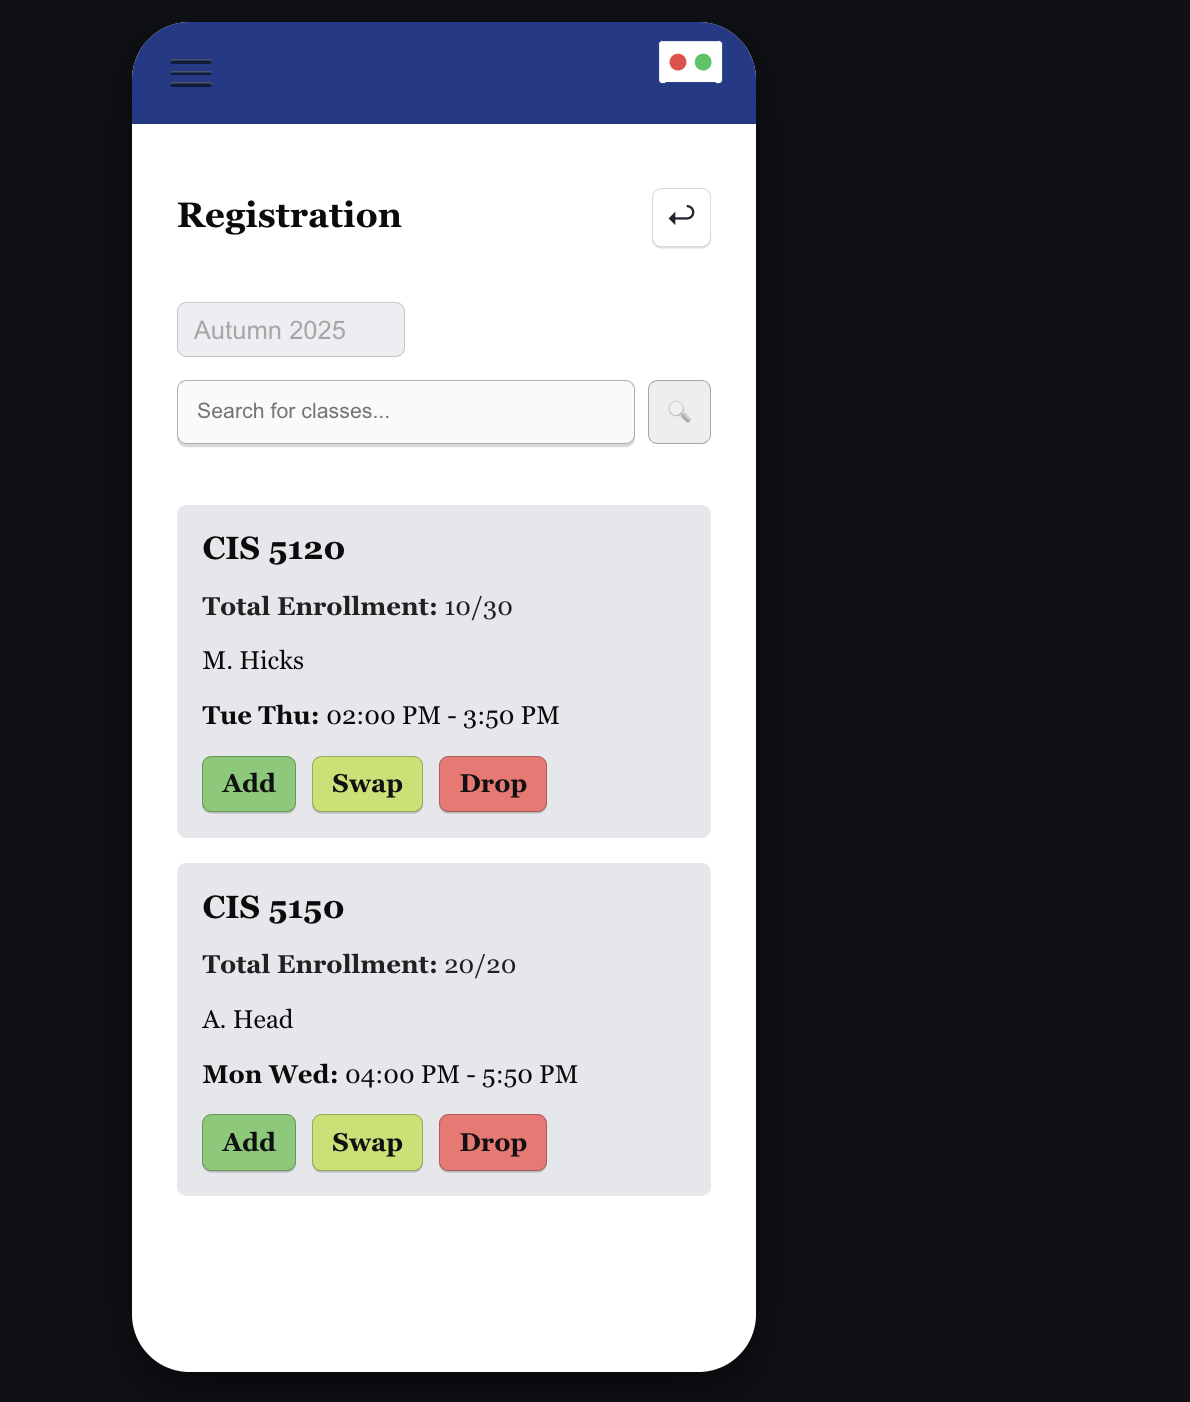 Registration
Autumn 2025
Search for classes...
CIS 5120
Total Enrollment: 10/30
M. Hicks
Tue Thu: 02:00 PM - 3:50 PM
Add Swap Drop
CIS 5150
Total Enrollment: 20/20
A. Head
Mon Wed: 04:00 PM - 5:50 PM
Add Swap Drop